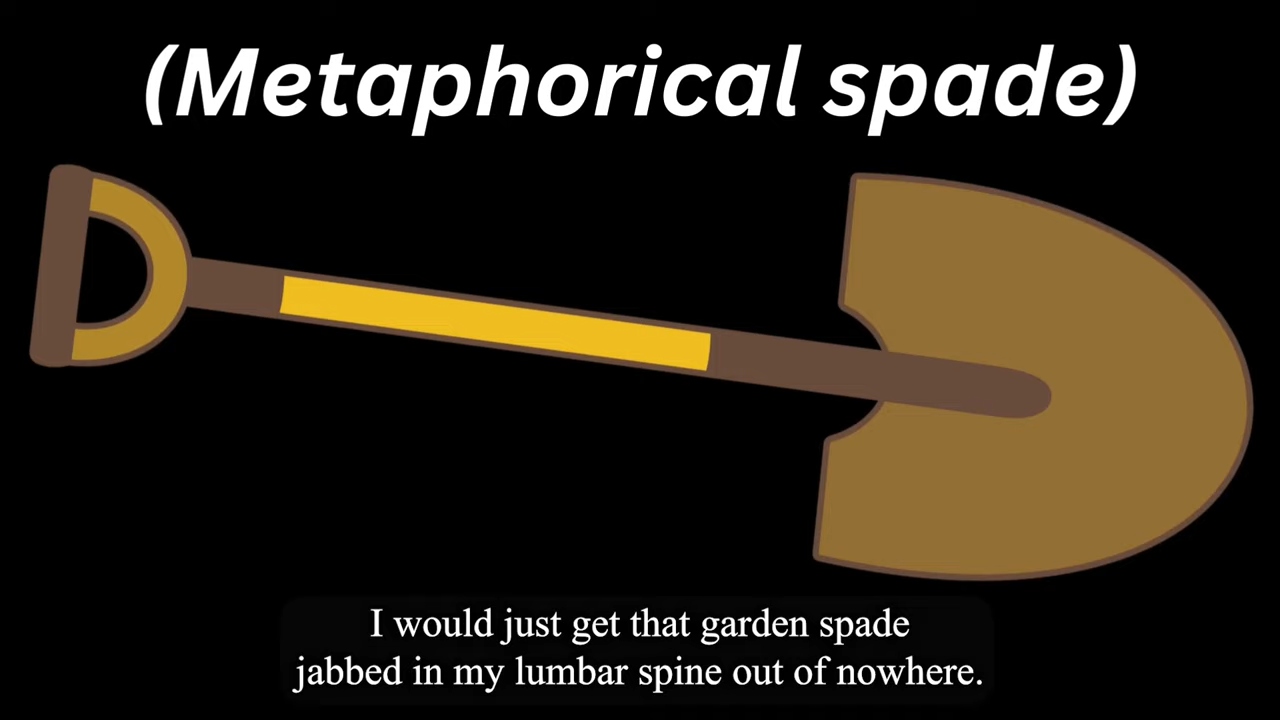 (Metaphorical spade)
I would just get that garden spade
jabbed in my lumbar spine out of nowhere.